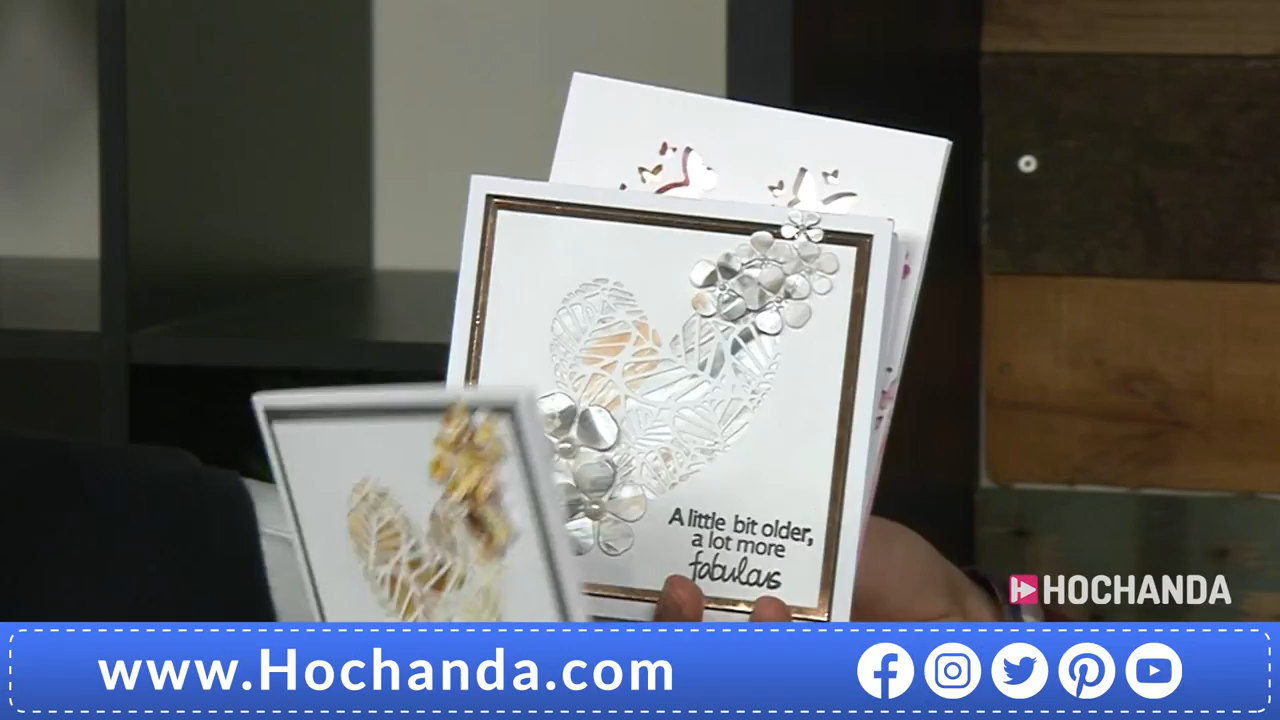 A little bit older,
a lot more
fabulous
HOCHANDA
www.Hochanda.com